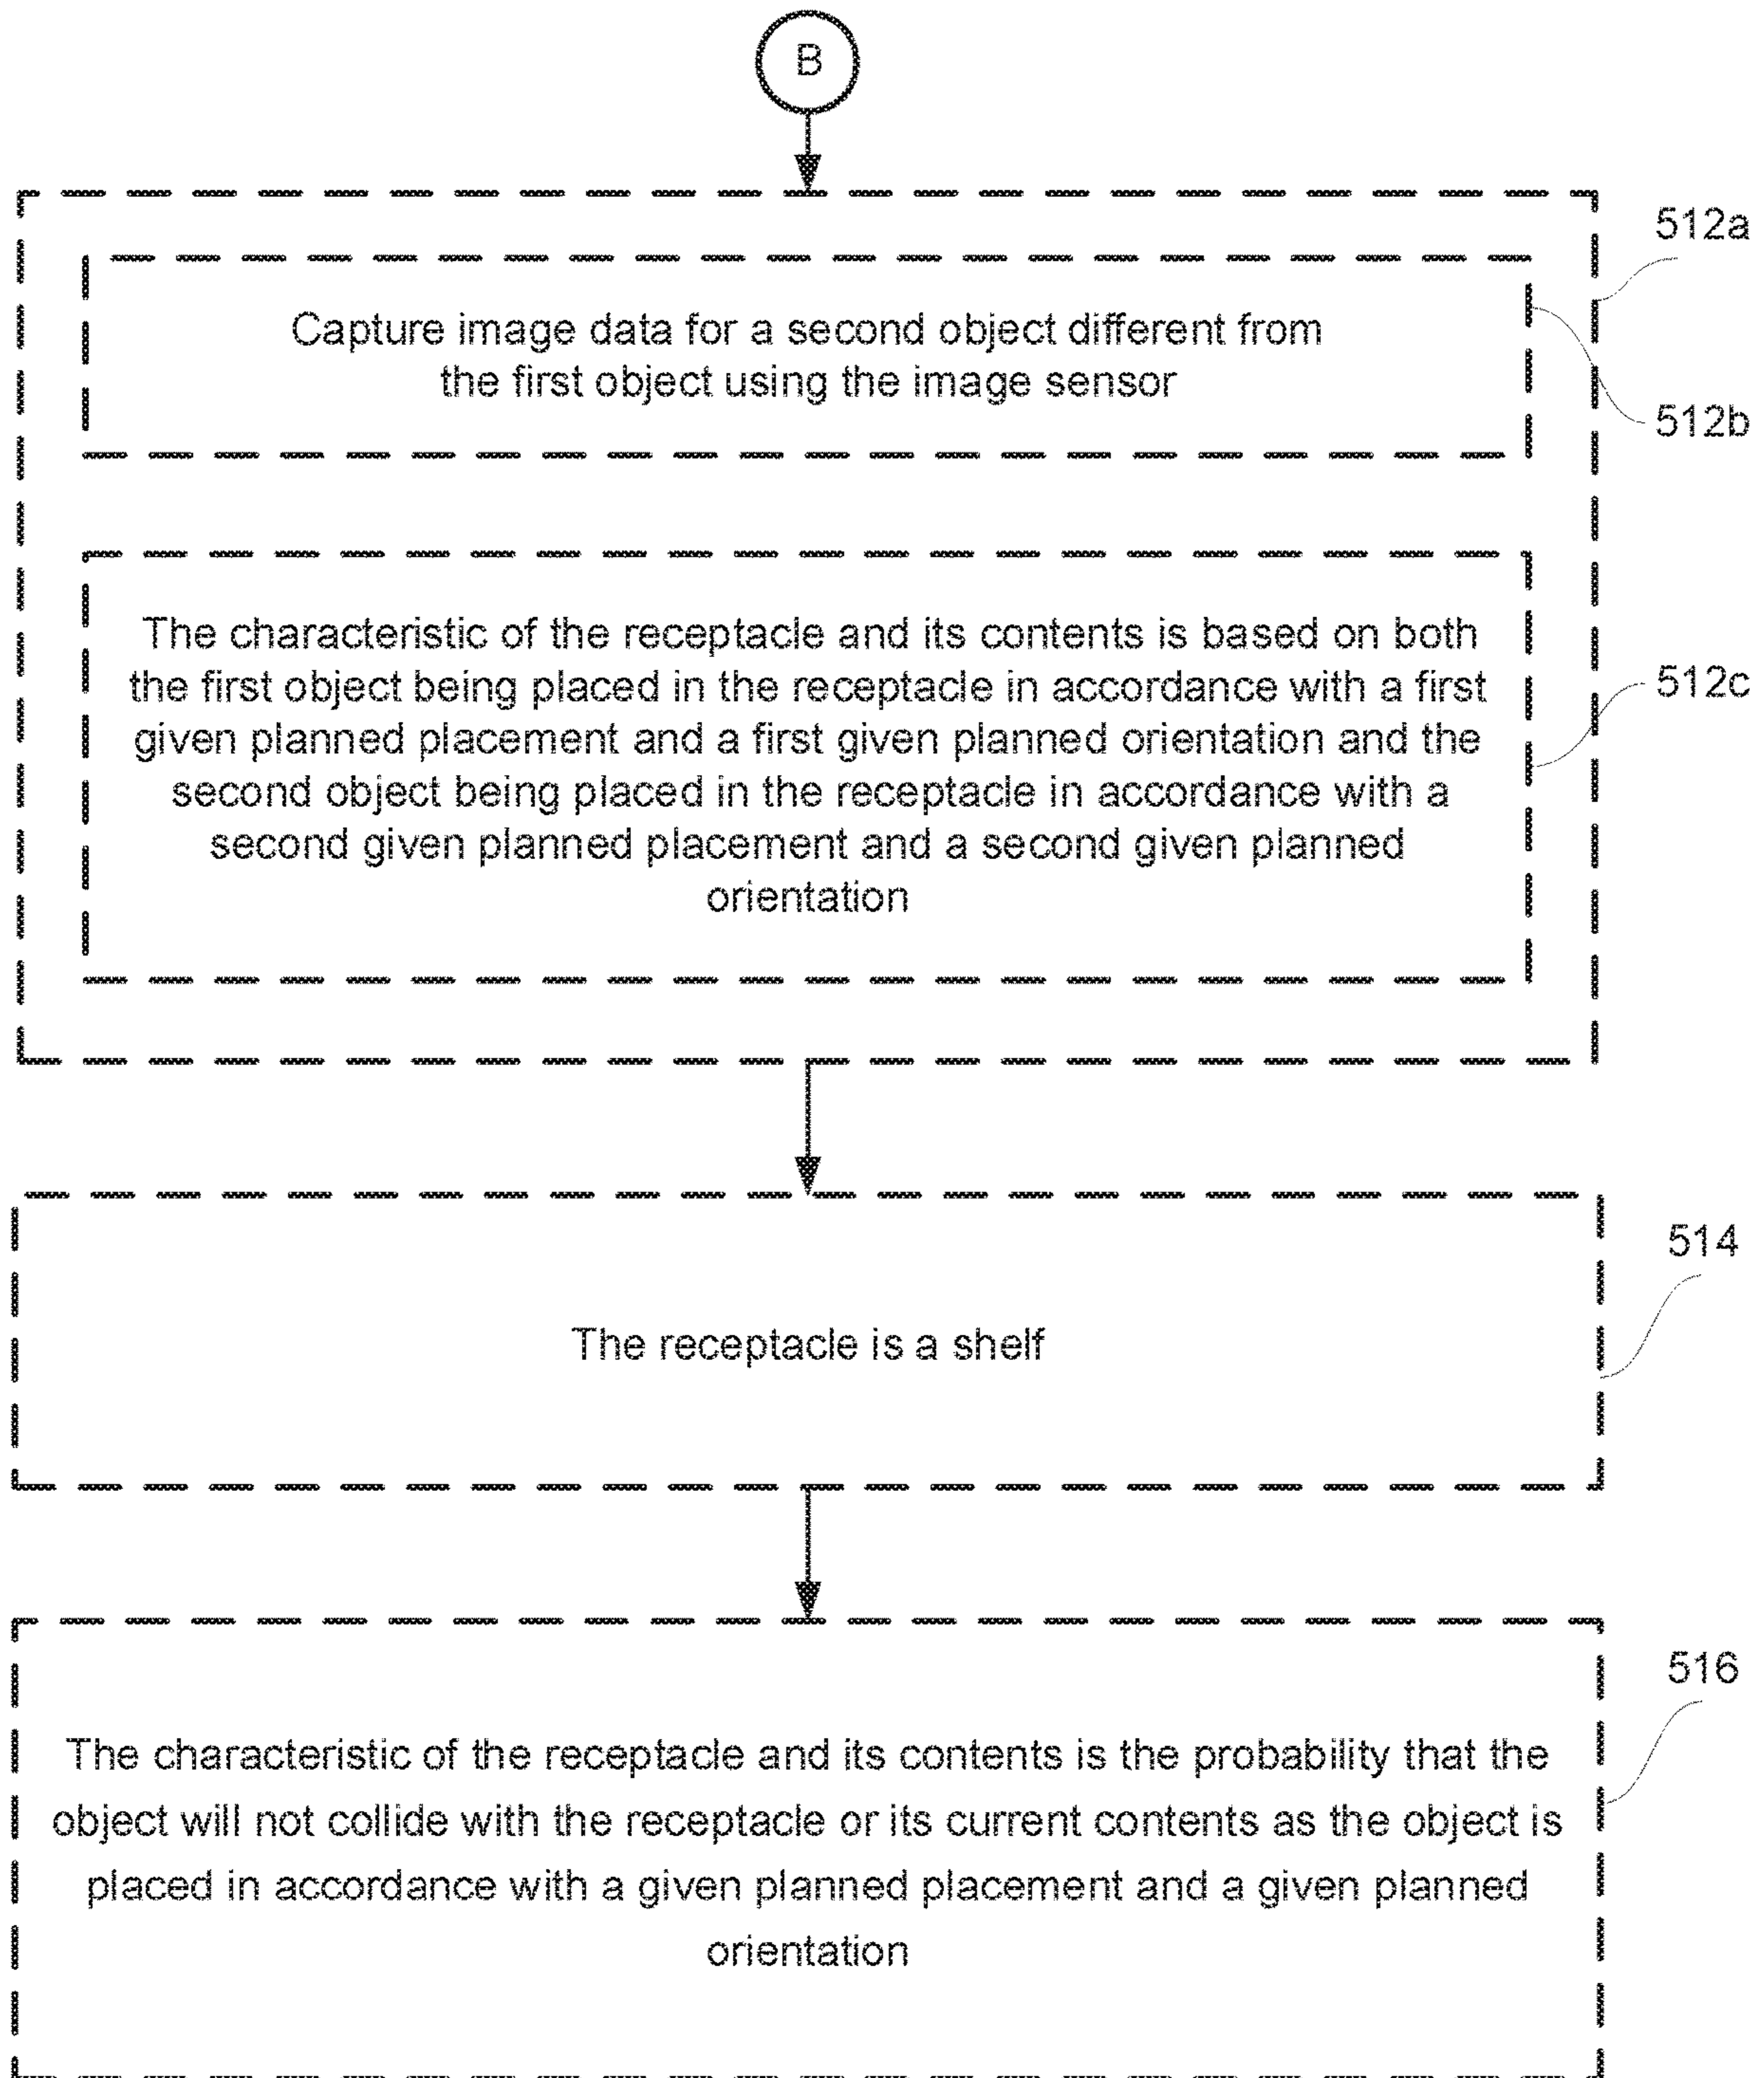 B
512a
Capture image data for a second object different from
the first object using the image sensor
512b
The characteristic of the receptacle and its contents is based on both
the first object being placed in the receptacle in accordance with a first
given planned placement and a first given planned orientation and the
second object being placed in the receptacle in accordance with a
second given planned placement and a second given planned
orientation
512c
514
The receptacle is a shelf
516
The characteristic of the receptacle and its contents is the probability that the
object will not collide with the receptacle or its current contents as the object is
placed in accordance with a given planned placement and a given planned
orientation